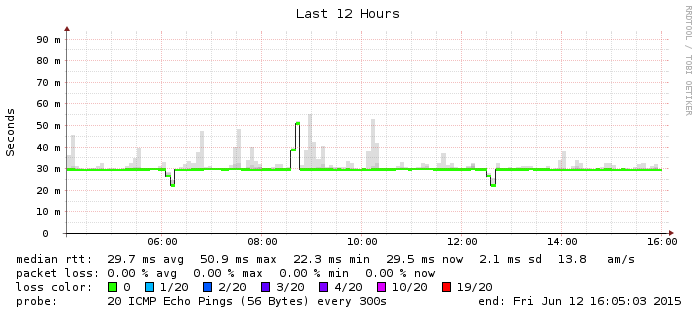 Last 12 Hours
RRDTOOL / TOBI OETIKER
Seconds
90 m
80 m
70 m
60 m
50 m
40 m
30 m
20 m
10 m
0
06:00 08:00 10:00 12:00 14:00 16:00
median rtt: 29.7 ms avg 50.9 ms max 22.3 ms min 29.5 ms now 2.1 ms sd 13.8 am/s
packet loss: 0.00 % avg 0.00 % max 0.00 % min 0.00 % now
loss color: 0 1/20 2/20 3/20 4/20 10/20 19/20
probe: 20 ICMP Echo Pings (56 Bytes) every 300s end: Fri Jun 12 16:05:03 2015